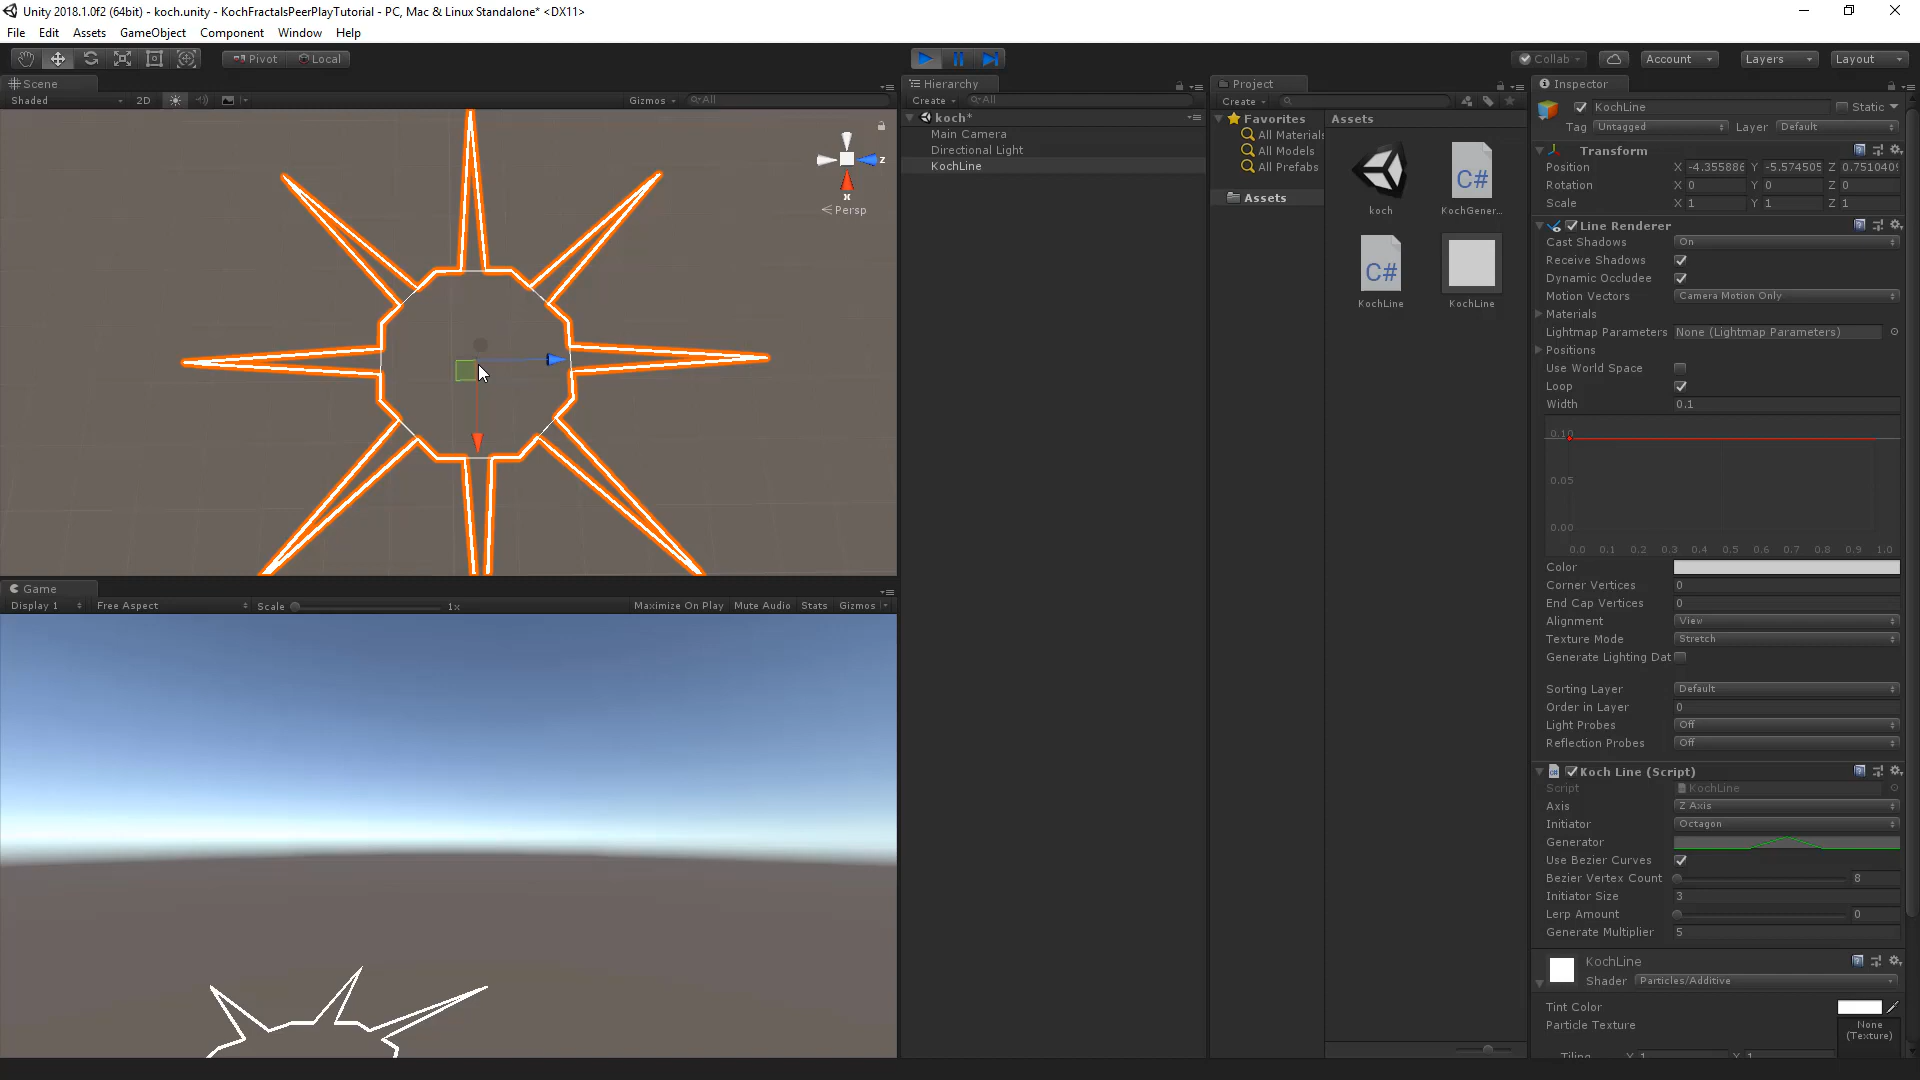 Unity 2018.1.0f2 (64bit) - koch.unity - KochFractalsPeerPlayTutorial - PC, Mac & Linux Standalone* <DX11>
File Edit Assets GameObject Component Window Help
Pivot Local Collab Account Layers Layout
Scene
Shaded 2D Gizmos All
z
x
Persp
Game
Display 1 Free Aspect Scale 1x Maximize On Play Mute Audio Stats Gizmos
Hierarchy
Create All
koch*
Main Camera
Directional Light
KochLine
Project
Create
Favorites
All Materials
All Models
All Prefabs
Assets
Assets
koch
C#
KochGener...
C#
KochLine
KochLine
Inspector
KochLine Static
Tag Untagged Layer Default
Transform
Position X -4.355886 Y -5.574505 Z 0.7510409
Rotation X 0 Y 0 Z 0
Scale X 1 Y 1 Z 1
Line Renderer
Cast Shadows On
Receive Shadows
Dynamic Occludee
Motion Vectors Camera Motion Only
Materials
Lightmap Parameters None (Lightmap Parameters)
Positions
Use World Space
Loop
Width 0.1
0.10
0.05
0.00
0.0 0.1 0.2 0.3 0.4 0.5 0.6 0.7 0.8 0.9 1.0
Color
Corner Vertices 0
End Cap Vertices 0
Alignment View
Texture Mode Stretch
Generate Lighting Dat
Sorting Layer Default
Order in Layer 0
Light Probes Off
Reflection Probes Off
Koch Line (Script)
Script KochLine
Axis Z Axis
Initiator Octagon
Generator
Use Bezier Curves
Bezier Vertex Count 8
Initiator Size 3
Lerp Amount 0
Generate Multiplier 5
KochLine
Shader Particles/Additive
Tint Color
Particle Texture None
(Texture)
Tiling X 1 Y 1